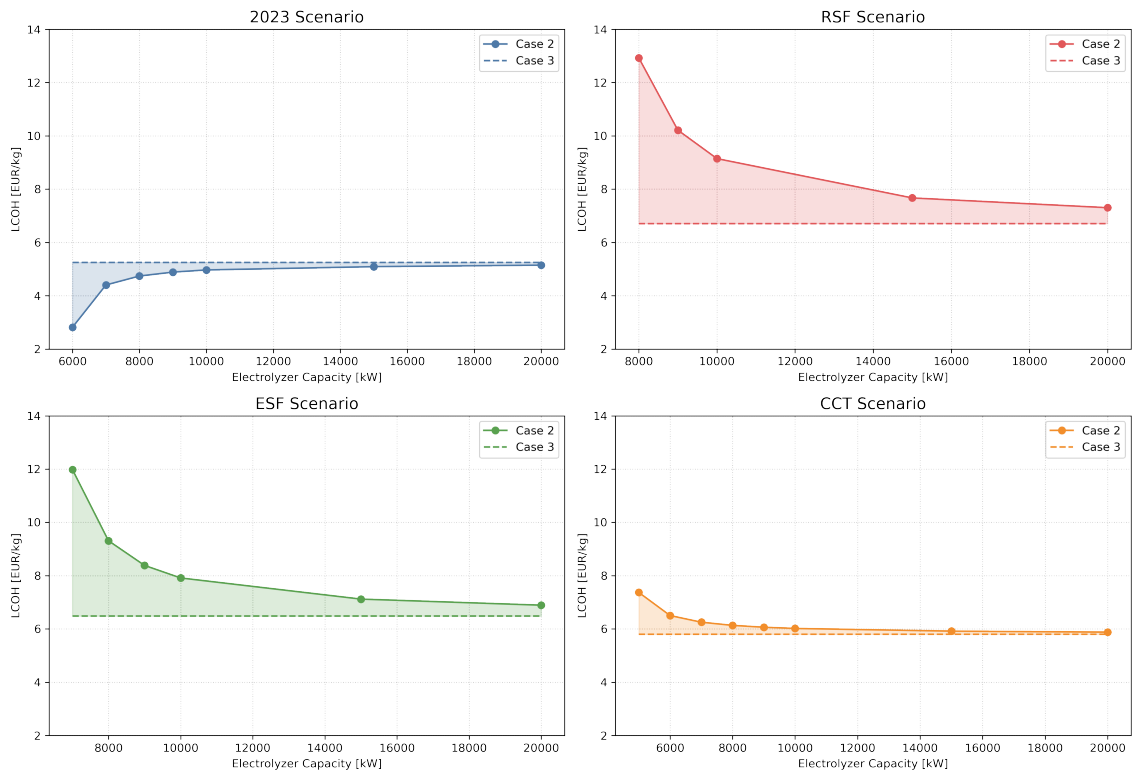 2023 Scenario
14
12
10
8
6
4
2
LCOH [EUR/kg]
Case 2
Case 3
6000 8000 10000 12000 14000 16000 18000 20000
Electrolyzer Capacity [kW]
RSF Scenario
14
12
10
8
6
4
2
LCOH [EUR/kg]
Case 2
Case 3
8000 10000 12000 14000 16000 18000 20000
Electrolyzer Capacity [kW]
ESF Scenario
14
12
10
8
6
4
2
LCOH [EUR/kg]
Case 2
Case 3
8000 10000 12000 14000 16000 18000 20000
Electrolyzer Capacity [kW]
CCT Scenario
14
12
10
8
6
4
2
LCOH [EUR/kg]
Case 2
Case 3
6000 8000 10000 12000 14000 16000 18000 20000
Electrolyzer Capacity [kW]